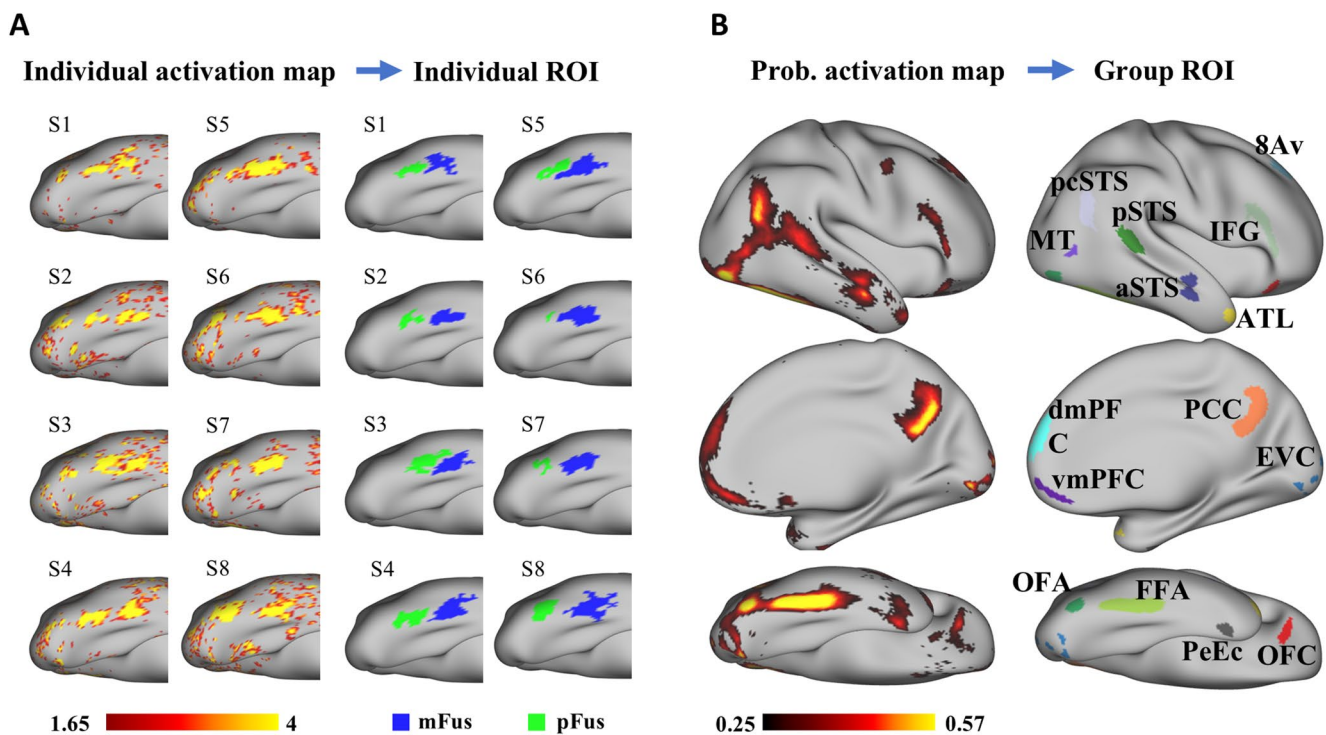 A
B
Individual activation map → Individual ROI
Prob. activation map → Group ROI
S1 S5 S1 S5
S2 S6 S2 S6
S3 S7 S3 S7
S4 S8 S4 S8
1.65 4
mFus pFus
8Av
pcSTS
pSTS
MT
IFG
aSTS
ATL
dmPF
C
PCC
EVC
vmPFC
OFA
FFA
PeEc
OFC
0.25 0.57